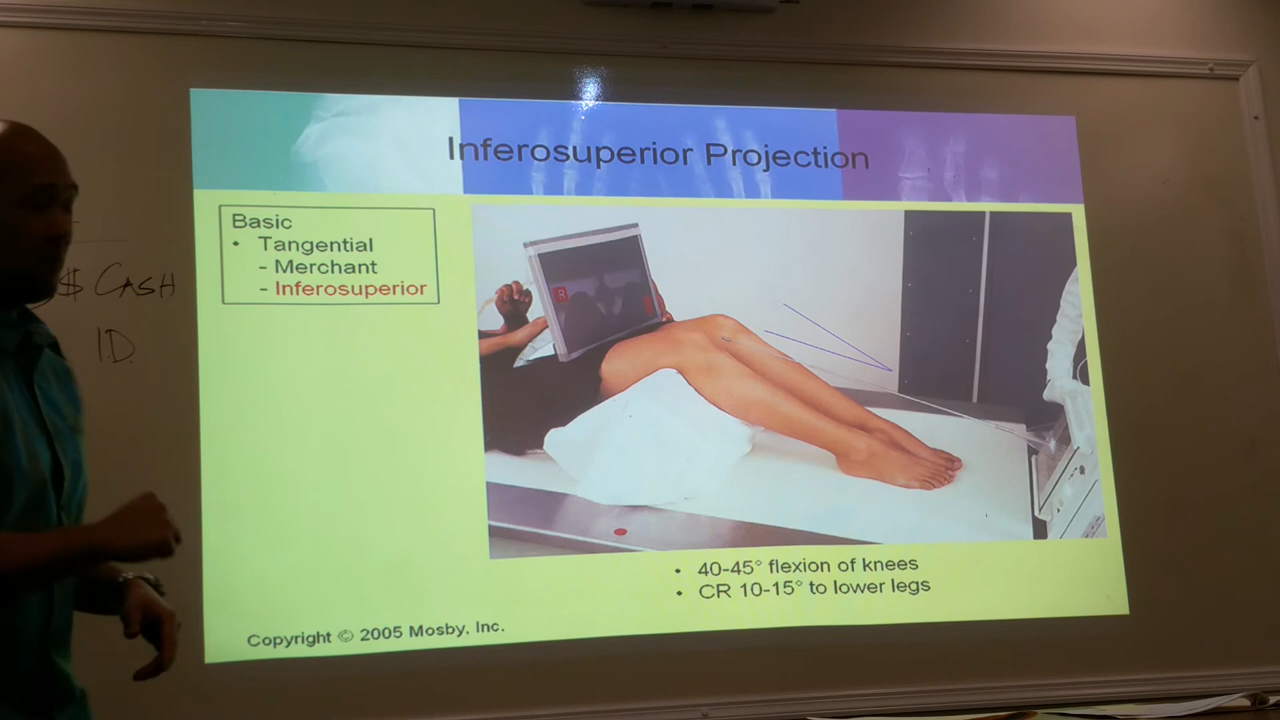 Inferosuperior Projection
Basic
• Tangential
- Merchant
- Inferosuperior
$ CASH
I.D.
R
• 40-45° flexion of knees
• CR 10-15° to lower legs
Copyright © 2005 Mosby, Inc.